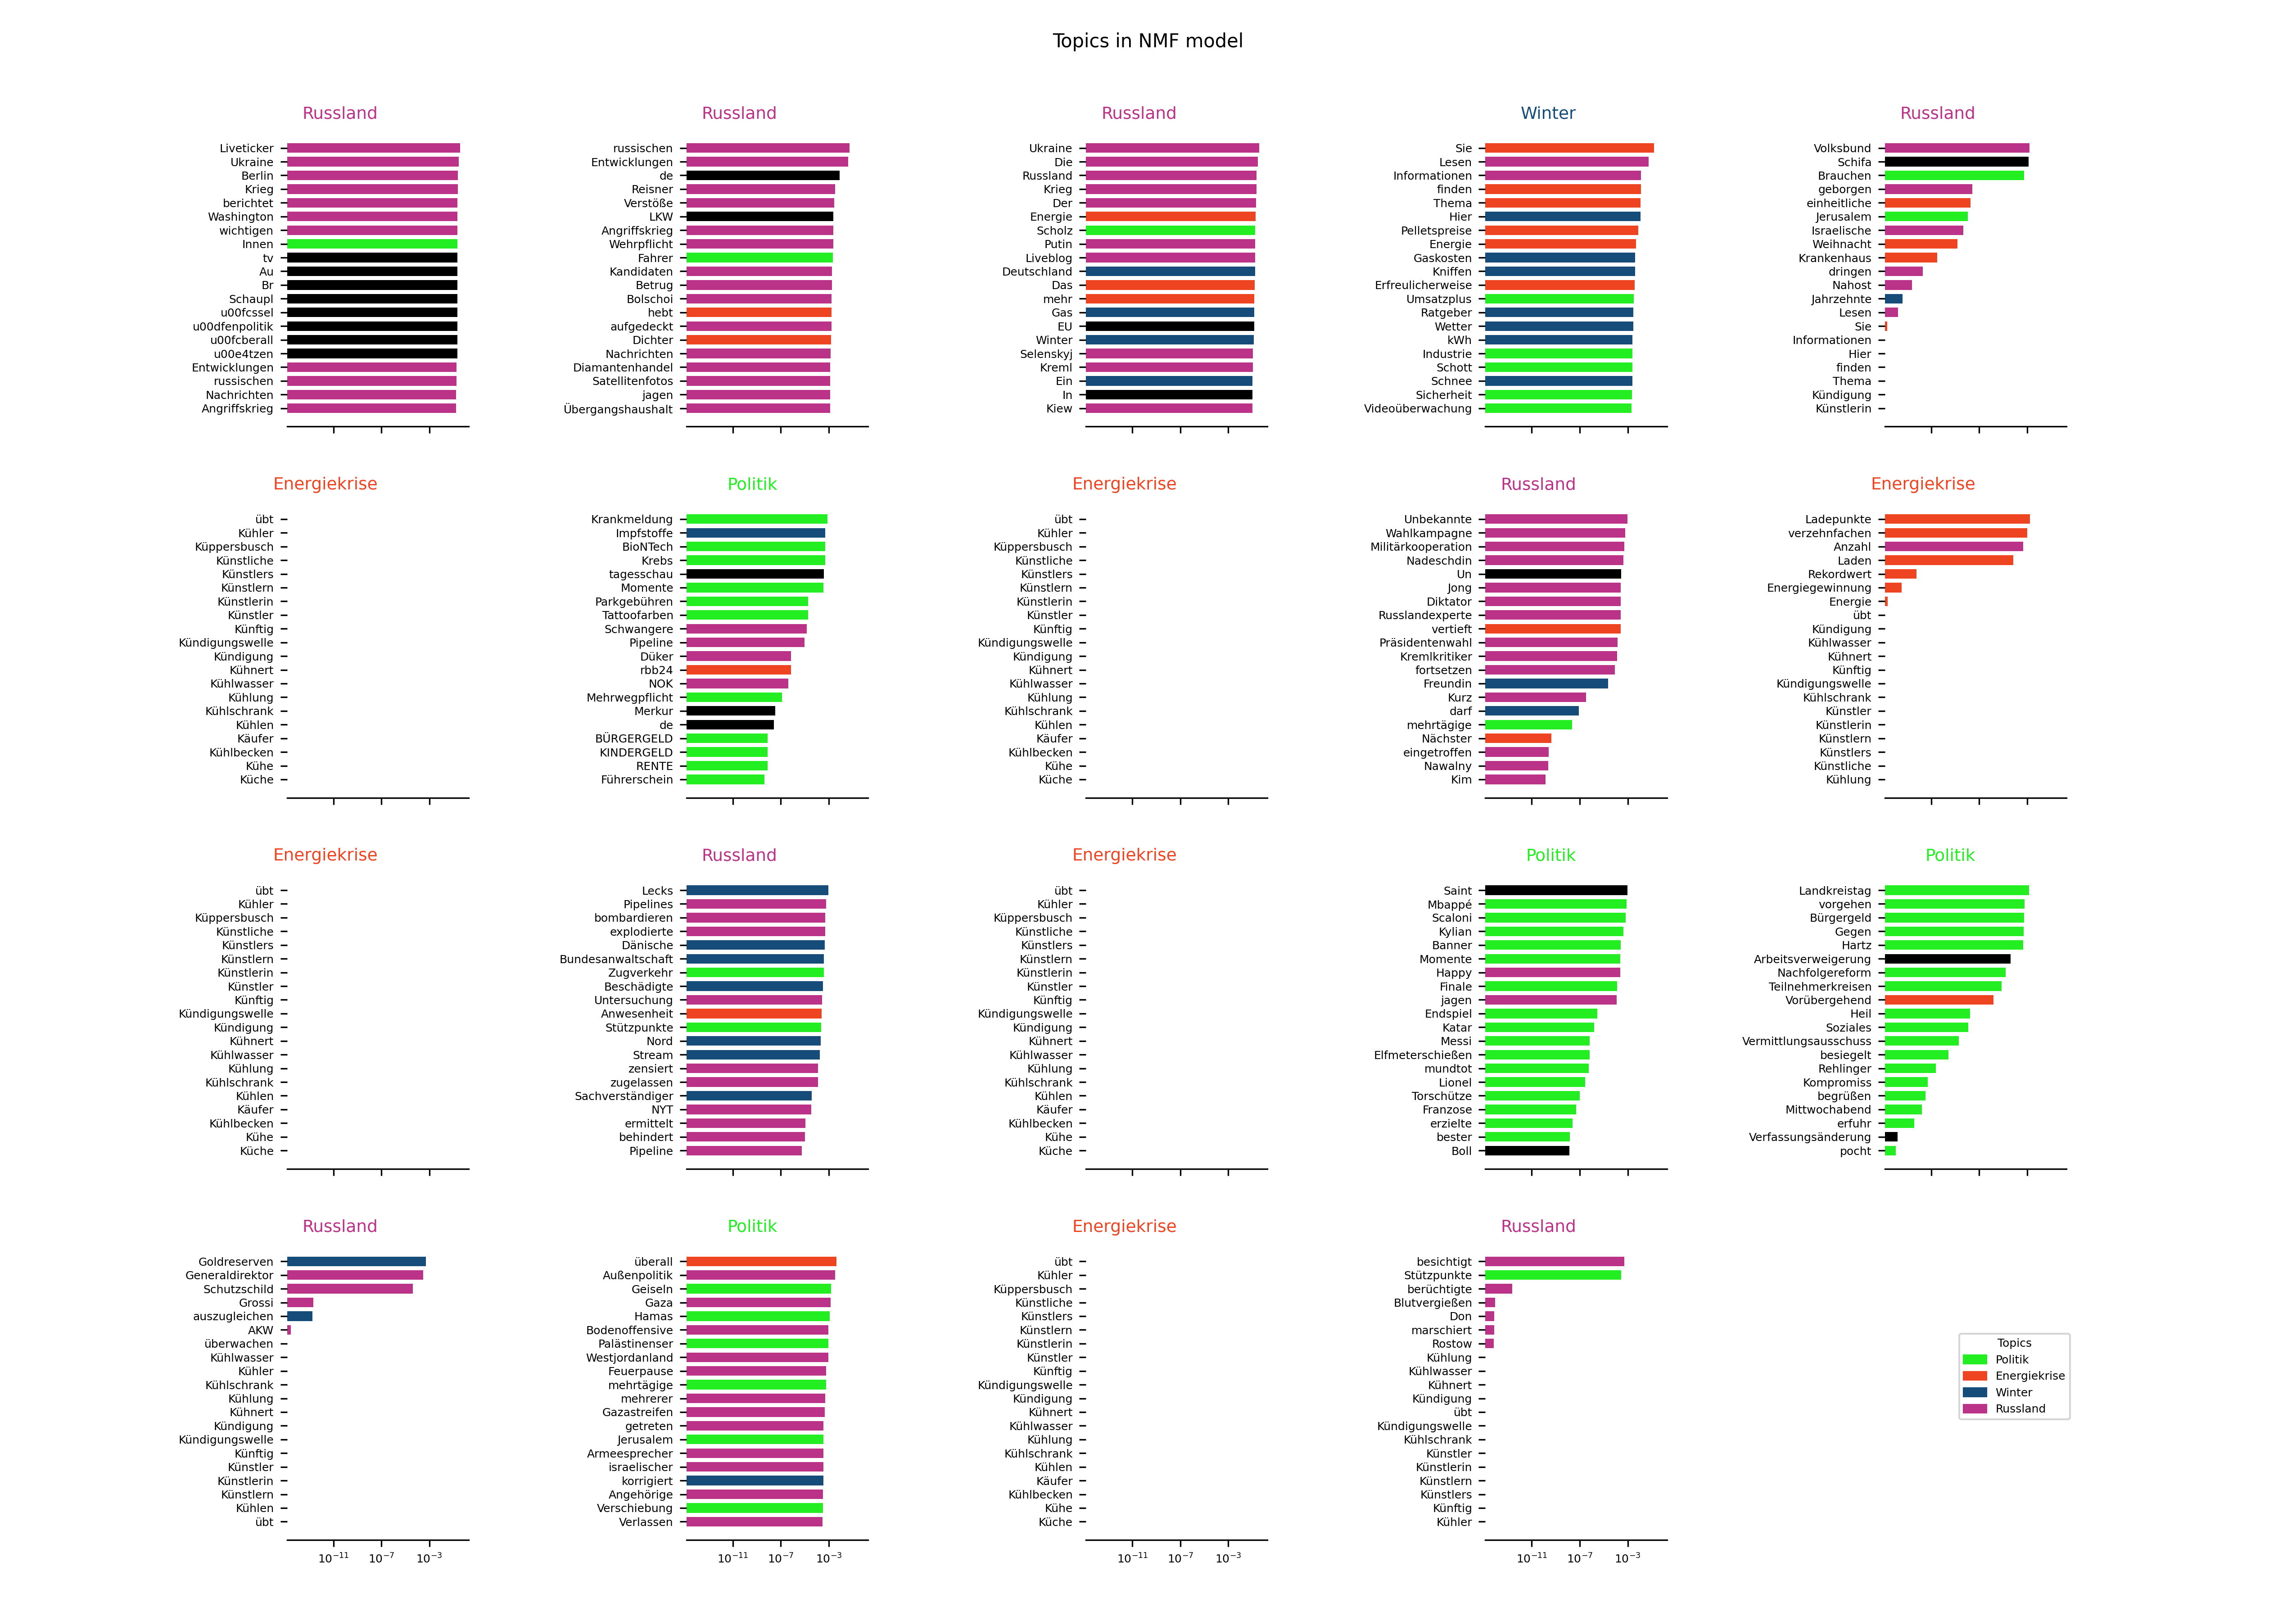 Topics in NMF model
Russland
Liveticker
Ukraine
Berlin
Krieg
berichtet
Washington
wichtigen
Innen
tv
Au
Br
Schaupl
u00fcssel
u00dfenpolitik
u00fcberall
u00e4tzen
Entwicklungen
russischen
Nachrichten
Angriffskrieg
Russland
russischen
Entwicklungen
de
Reisner
Verstöße
LKW
Angriffskrieg
Wehrpflicht
Fahrer
Kandidaten
Betrug
Bolschoi
hebt
aufgedeckt
Dichter
Nachrichten
Diamantenhandel
Satellitenfotos
jagen
Übergangshaushalt
Russland
Ukraine
Die
Russland
Krieg
Der
Energie
Scholz
Putin
Liveblog
Deutschland
Das
mehr
Gas
EU
Winter
Selenskyj
Kreml
Ein
In
Kiew
Winter
Sie
Lesen
Informationen
finden
Thema
Hier
Pelletspreise
Energie
Gaskosten
Kniffen
Erfreulicherweise
Umsatzplus
Ratgeber
Wetter
kWh
Industrie
Schott
Schnee
Sicherheit
Videoüberwachung
Russland
Volksbund
Schifa
Brauchen
geborgen
einheitliche
Jerusalem
Israelische
Weihnacht
Krankenhaus
dringen
Nahost
Jahrzehnte
Lesen
Sie
Informationen
Hier
finden
Thema
Kündigung
Künstlerin
Energiekrise
übt
Kühler
Küppersbusch
Künstliche
Künstlers
Künstlern
Künstlerin
Künstler
Künftig
Kündigungswelle
Kündigung
Kühnert
Kühlwasser
Kühlung
Kühlschrank
Kühlen
Käufer
Kühlbecken
Kühe
Küche
Politik
Krankmeldung
Impfstoffe
BioNTech
Krebs
tagesschau
Momente
Parkgebühren
Tattoofarben
Schwangere
Pipeline
Düker
rbb24
NOK
Mehrwegpflicht
Merkur
de
BÜRGERGELD
KINDERGELD
RENTE
Führerschein
Energiekrise
übt
Kühler
Küppersbusch
Künstliche
Künstlers
Künstlern
Künstlerin
Künstler
Künftig
Kündigungswelle
Kündigung
Kühnert
Kühlwasser
Kühlung
Kühlschrank
Kühlen
Käufer
Kühlbecken
Kühe
Küche
Russland
Unbekannte
Wahlkampagne
Militärkooperation
Nadeschdin
Un
Jong
Diktator
Russlandexperte
vertieft
Präsidentenwahl
Kremlkritiker
fortsetzen
Freundin
Kurz
darf
mehrtägige
Nächster
eingetroffen
Nawalny
Kim
Energiekrise
Ladepunkte
verzehnfachen
Anzahl
Laden
Rekordwert
Energiegewinnung
Energie
übt
Kündigung
Kühlwasser
Kühnert
Künftig
Kündigungswelle
Kühlschrank
Künstler
Künstlerin
Künstlern
Künstlers
Künstliche
Kühlung
Energiekrise
übt
Kühler
Küppersbusch
Künstliche
Künstlers
Künstlern
Künstlerin
Künstler
Künftig
Kündigungswelle
Kündigung
Kühnert
Kühlwasser
Kühlung
Kühlschrank
Kühlen
Käufer
Kühlbecken
Kühe
Küche
Russland
Lecks
Pipelines
bombardieren
explodierte
Dänische
Bundesanwaltschaft
Zugverkehr
Beschädigte
Untersuchung
Anwesenheit
Stützpunkte
Nord
Stream
zensiert
zugelassen
Sachverständiger
NYT
ermittelt
behindert
Pipeline
Energiekrise
übt
Kühler
Küppersbusch
Künstliche
Künstlers
Künstlern
Künstlerin
Künstler
Künftig
Kündigungswelle
Kündigung
Kühnert
Kühlwasser
Kühlung
Kühlschrank
Kühlen
Käufer
Kühlbecken
Kühe
Küche
Politik
Saint
Mbappé
Scaloni
Kylian
Banner
Momente
Happy
Finale
jagen
Endspiel
Katar
Messi
Elfmeterschießen
mundtot
Lionel
Torschütze
Franzose
erzielte
bester
Boll
Politik
Landkreistag
vorgehen
Bürgergeld
Gegen
Hartz
Arbeitsverweigerung
Nachfolgereform
Teilnehmerkreisen
Vorübergehend
Heil
Soziales
Vermittlungsausschuss
besiegelt
Rehlinger
Kompromiss
begrüßen
Mittwochabend
erfuhr
Verfassungsänderung
pocht
Russland
Goldreserven
Generaldirektor
Schutzschild
Grossi
auszugleichen
AKW
überwachen
Kühlwasser
Kühler
Kühlschrank
Kühlung
Kühnert
Kündigung
Kündigungswelle
Künftig
Künstler
Künstlerin
Künstlern
Kühlen
übt
10⁻¹¹ 10⁻⁷ 10⁻³
Politik
überall
Außenpolitik
Geiseln
Gaza
Hamas
Bodenoffensive
Palästinenser
Westjordanland
Feuerpause
mehrtägige
mehrerer
Gazastreifen
getreten
Jerusalem
Armeesprecher
israelischer
korrigiert
Angehörige
Verschiebung
Verlassen
10⁻¹¹ 10⁻⁷ 10⁻³
Energiekrise
übt
Kühler
Küppersbusch
Künstliche
Künstlers
Künstlern
Künstlerin
Künstler
Künftig
Kündigungswelle
Kündigung
Kühnert
Kühlwasser
Kühlung
Kühlschrank
Kühlen
Käufer
Kühlbecken
Kühe
Küche
10⁻¹¹ 10⁻⁷ 10⁻³
Russland
besichtigt
Stützpunkte
berüchtigte
Blutvergießen
Don
marschiert
Rostow
Kühlung
Kühlwasser
Kühnert
Kündigung
übt
Kündigungswelle
Kühlschrank
Künstler
Künstlerin
Künstlern
Künstlers
Künftig
Kühler
10⁻¹¹ 10⁻⁷ 10⁻³
Topics
Politik
Energiekrise
Winter
Russland